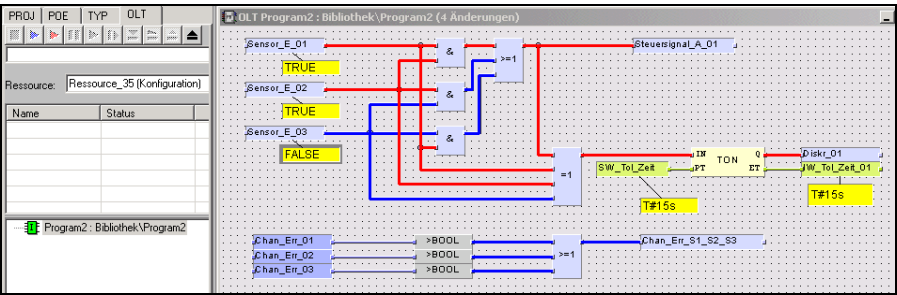 PROJ POE TYP OLT
Ressource: Ressource_35 (Konfiguration)
Name Status
Program2 : Bibliothek\Program2
OLT Program2 : Bibliothek\Program2 (4 Änderungen)
Sensor_E_01
TRUE
Sensor_E_02
TRUE
Sensor_E_03
FALSE
&
&
&
>=1
Steuersignal_A_01
=1
SW_Tol_Zeit
T#15s
IN Q
TON
PT ET
Diskr_01
IW_Tol_Zeit_01
T#15s
Chan_Err_01 >BOOL
Chan_Err_02 >BOOL
Chan_Err_03 >BOOL
>=1
Chan_Err_S1_S2_S3